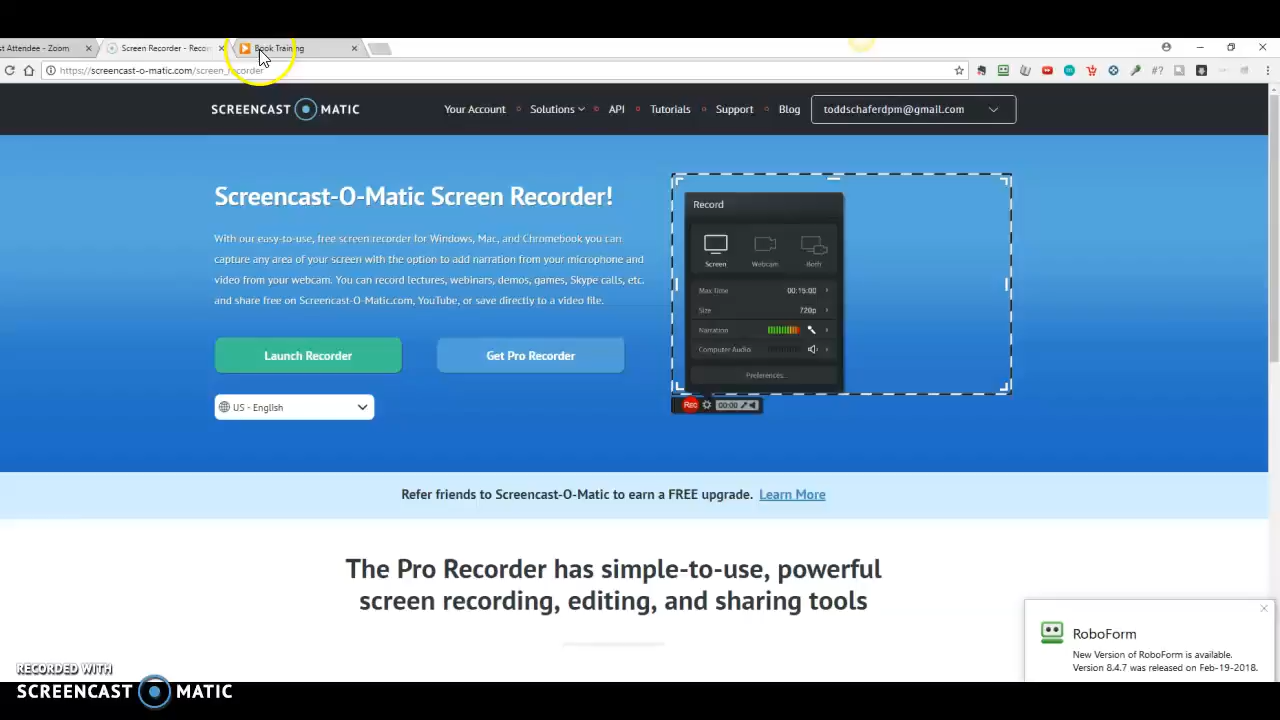 st Attendee - Zoom
Screen Recorder - Recor
Book Training
https://screencast-o-matic.com/screen_recorder
#?
SCREENCAST MATIC
Your Account
Solutions
API
Tutorials
Support
Blog
toddschaferdpm@gmail.com
Screencast-O-Matic Screen Recorder!
With our easy-to-use, free screen recorder for Windows, Mac, and Chromebook you can
capture any area of your screen with the option to add narration from your microphone and
video from your webcam. You can record lectures, webinars, demos, games, Skype calls, etc.
and share free on Screencast-O-Matic.com, YouTube, or save directly to a video file.
Launch Recorder
Get Pro Recorder
US - English
Record
Screen
Webcam
Both
Max Time 00:15:00
Size 720p
Narration
Computer Audio
Preferences...
Rec
00:00
Refer friends to Screencast-O-Matic to earn a FREE upgrade. Learn More
The Pro Recorder has simple-to-use, powerful
screen recording, editing, and sharing tools
RoboForm
New Version of RoboForm is available.
Version 8.4.7 was released on Feb-19-2018.
RECORDED WITH
SCREENCAST MATIC